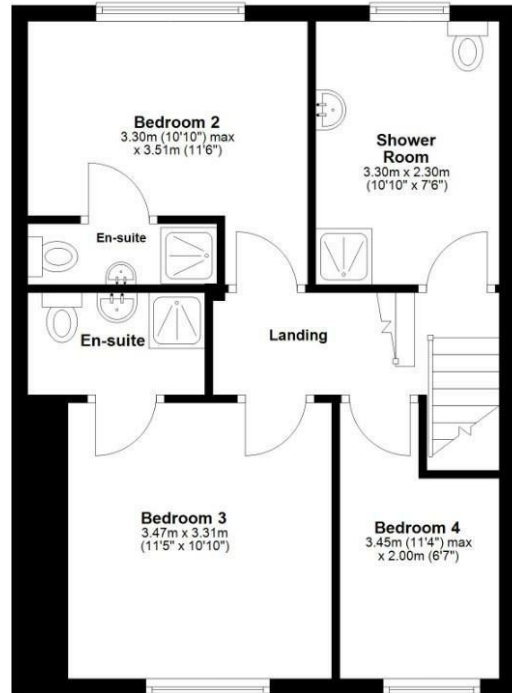 Bedroom 2
3.30m (10'10") max
x 3.51m (11'6")
Shower
Room
3.30m x 2.30m
(10'10" x 7'6")
En-suite
En-suite
Landing
Bedroom 3
3.47m x 3.31m
(11'5" x 10'10")
Bedroom 4
3.45m (11'4") max
x 2.00m (6'7")